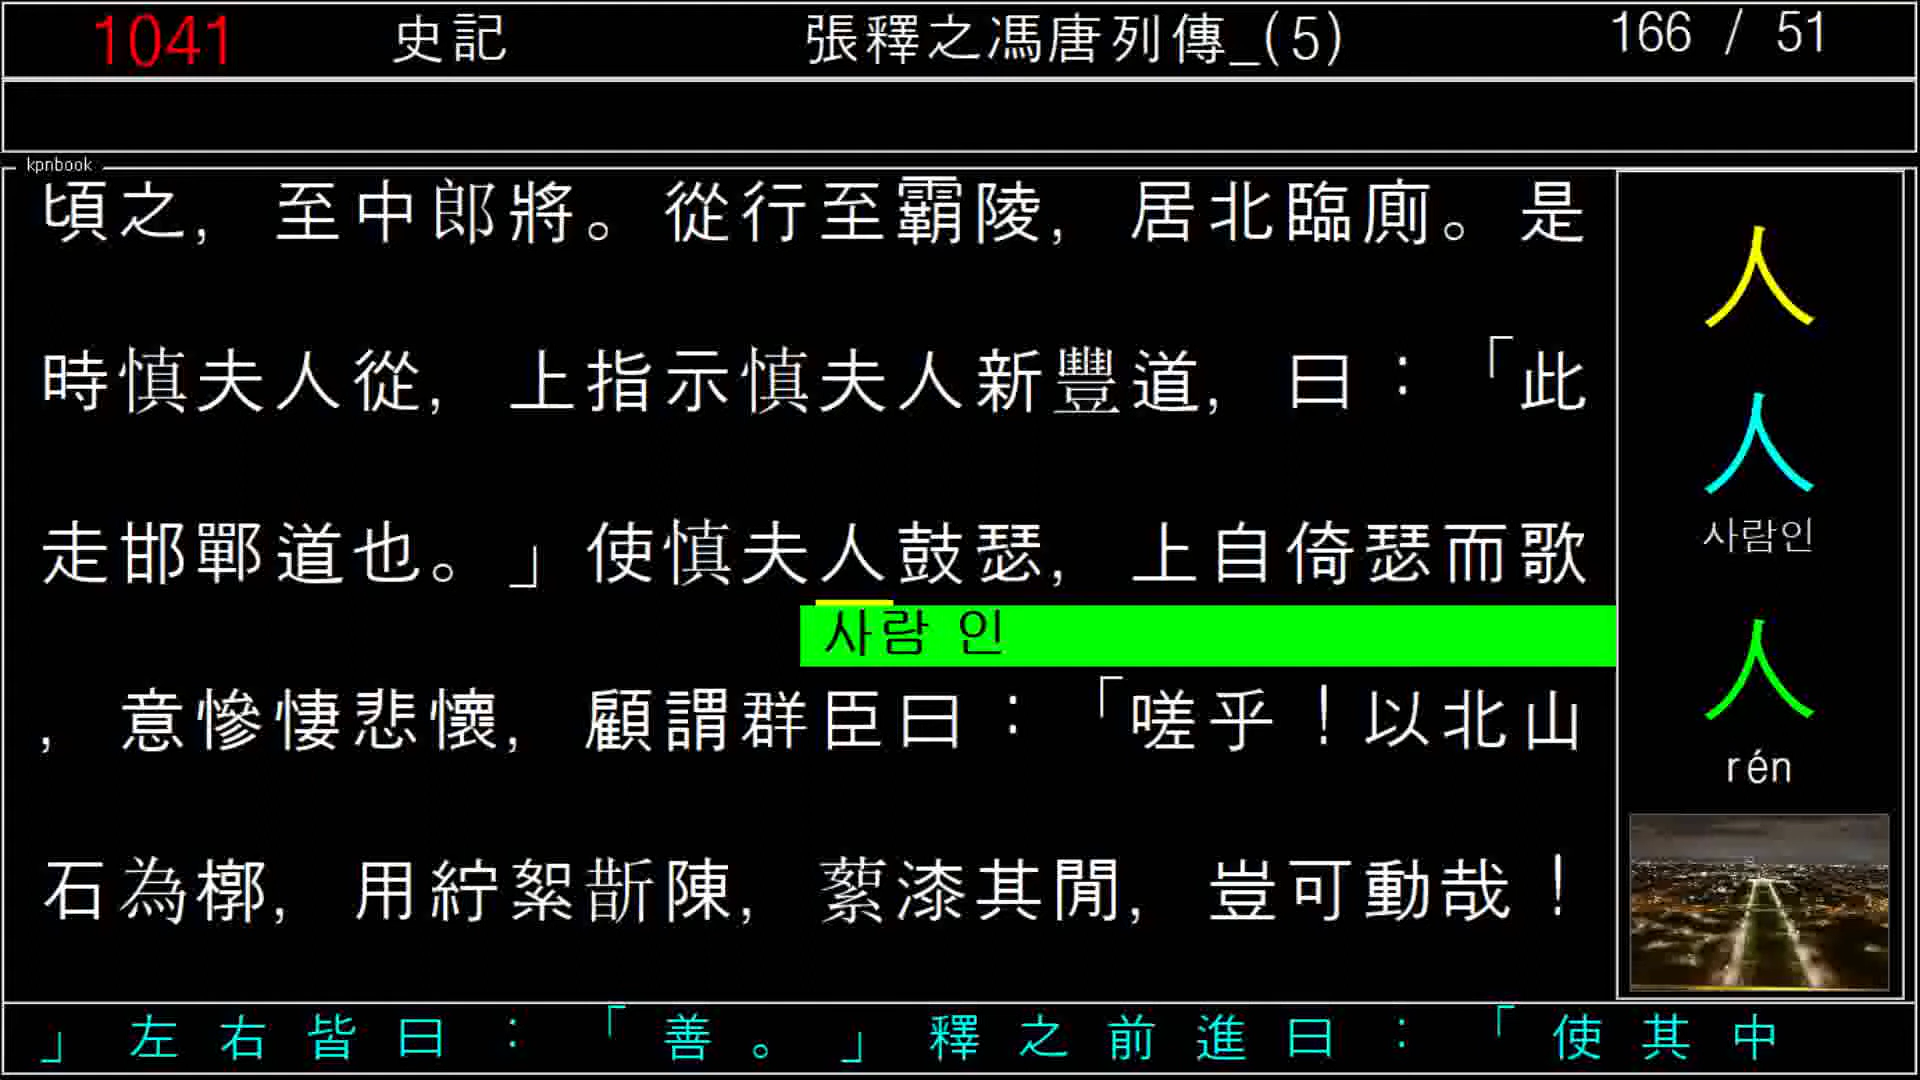 1041 史記 張釋之馮唐列傳_(5) 166 / 51
kpnbook
頃之, 至中郎將。從行至霸陵, 居北臨廁。是
時慎夫人從, 上指示慎夫人新豐道, 曰：「此
走邯鄲道也。」使慎夫人鼓瑟, 上自倚瑟而歌
사람 인
, 意慘悽悲懷, 顧謂群臣曰：「嗟乎！以北山
石為槨, 用紵絮斮陳, 蕠漆其閒, 豈可動哉！
」左右皆曰：「善。」釋之前進曰：「使其中
人
人
사람인
人
rén